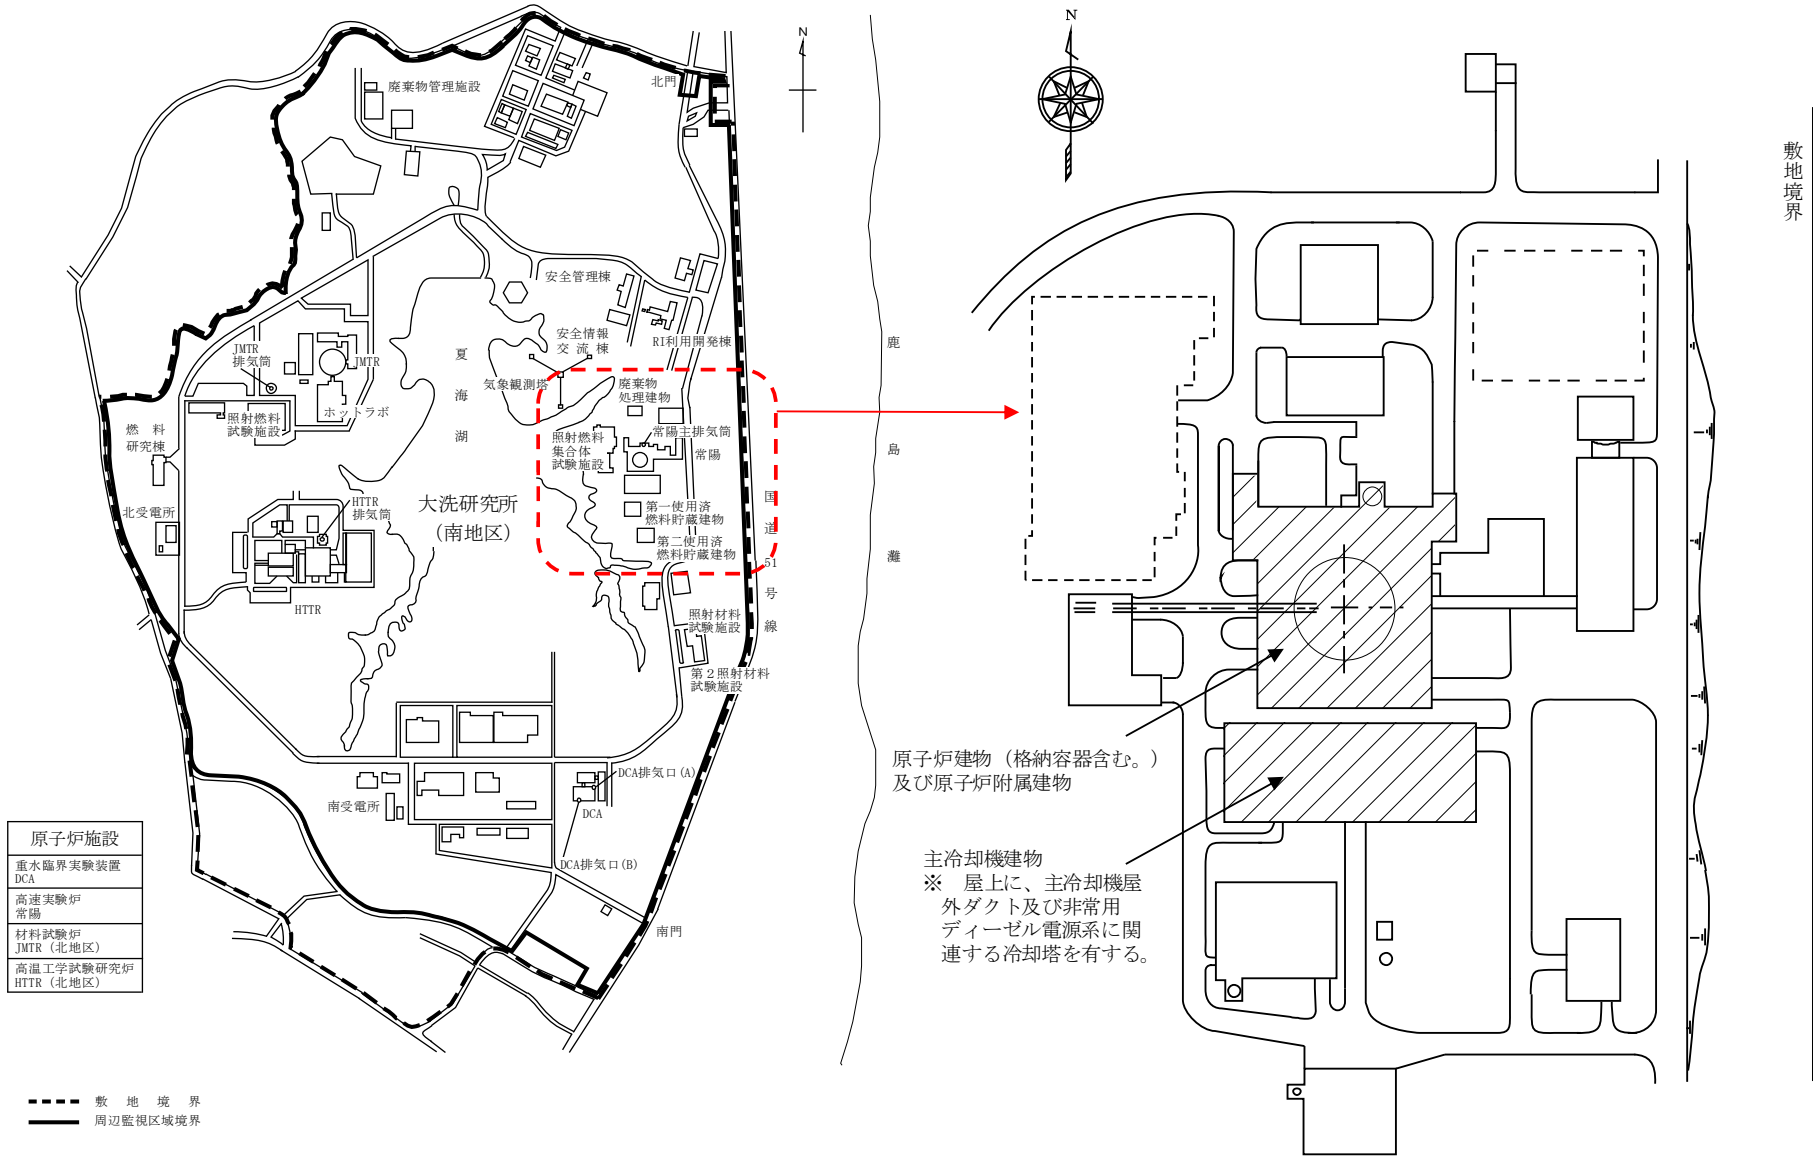 N
北門
廃棄物管理施設
安全管理棟
安全情報
交 流 棟
RI利用開発棟
JMTR
排気筒
JMTR
夏
海
湖
気象観測塔
廃棄物
処理建物
ホットラボ
照射燃料
試験施設
燃　料
研究棟
照射燃料
集合体
試験施設
常陽主排気筒
常陽
大洗研究所
（南地区）
HTTR
排気筒
北受電所
第一使用済
燃料貯蔵建物
第二使用済
燃料貯蔵建物
国
道
51
号
線
HTTR
照射材料
試験施設
第２照射材料
試験施設
鹿
島
灘
DCA排気口(A)
南受電所
DCA
DCA排気口(B)
南門
原子炉施設
重水臨界実験装置
DCA
高速実験炉
常陽
材料試験炉
JMTR（北地区）
高温工学試験研究炉
HTTR（北地区）
敷　地　境　界
周辺監視区域境界
N
敷地境界
原子炉建物（格納容器含む。）
及び原子炉附属建物
主冷却機建物
※　屋上に、主冷却機屋
外ダクト及び非常用
ディーゼル電源系に関
連する冷却塔を有する。